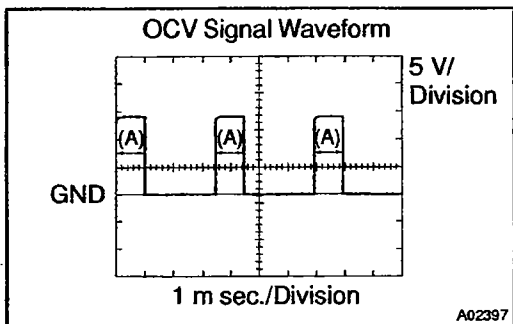 OCV Signal Waveform
5 V/
Division
(A) (A) (A)
GND
1 m sec./Division
A02397